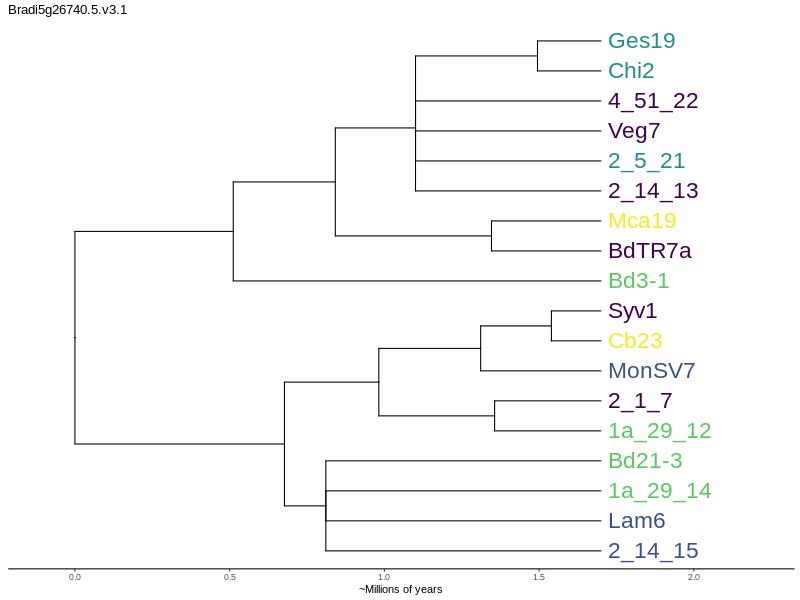 Bradi5g26740.5.v3.1
Ges19
Chi2
4_51_22
Veg7
2_5_21
2_14_13
Mca19
BdTR7a
Bd3-1
Syv1
Cb23
MonSV7
2_1_7
1a_29_12
Bd21-3
1a_29_14
Lam6
2_14_15
0.0 0.5 1.0 1.5 2.0
~Millions of years